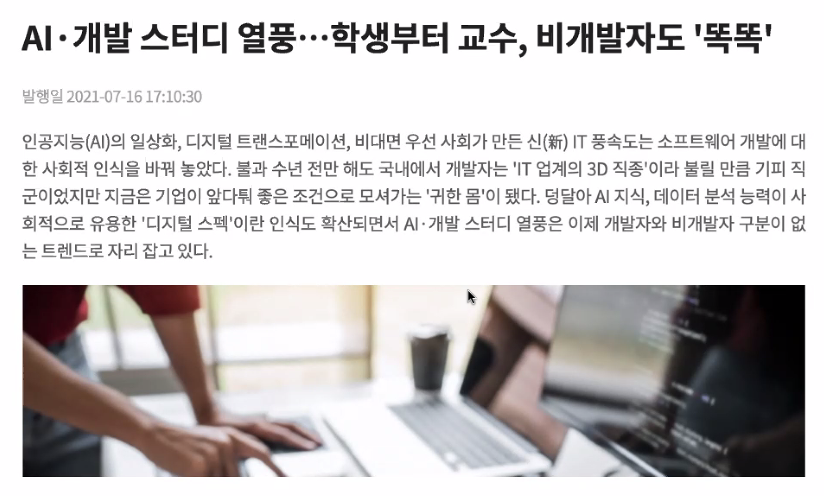 AI·개발 스터디 열풍…학생부터 교수, 비개발자도 '똑똑'
발행일 2021-07-16 17:10:30
인공지능(AI)의 일상화, 디지털 트랜스포메이션, 비대면 우선 사회가 만든 신(新) IT 풍속도는 소프트웨어 개발에 대
한 사회적 인식을 바꿔 놓았다. 불과 수년 전만 해도 국내에서 개발자는 'IT 업계의 3D 직종'이라 불릴 만큼 기피 직
군이었지만 지금은 기업이 앞다퉈 좋은 조건으로 모셔가는 '귀한 몸'이 됐다. 덩달아 AI 지식, 데이터 분석 능력이 사
회적으로 유용한 '디지털 스펙'이란 인식도 확산되면서 AI·개발 스터디 열풍은 이제 개발자와 비개발자 구분이 없
는 트렌드로 자리 잡고 있다.